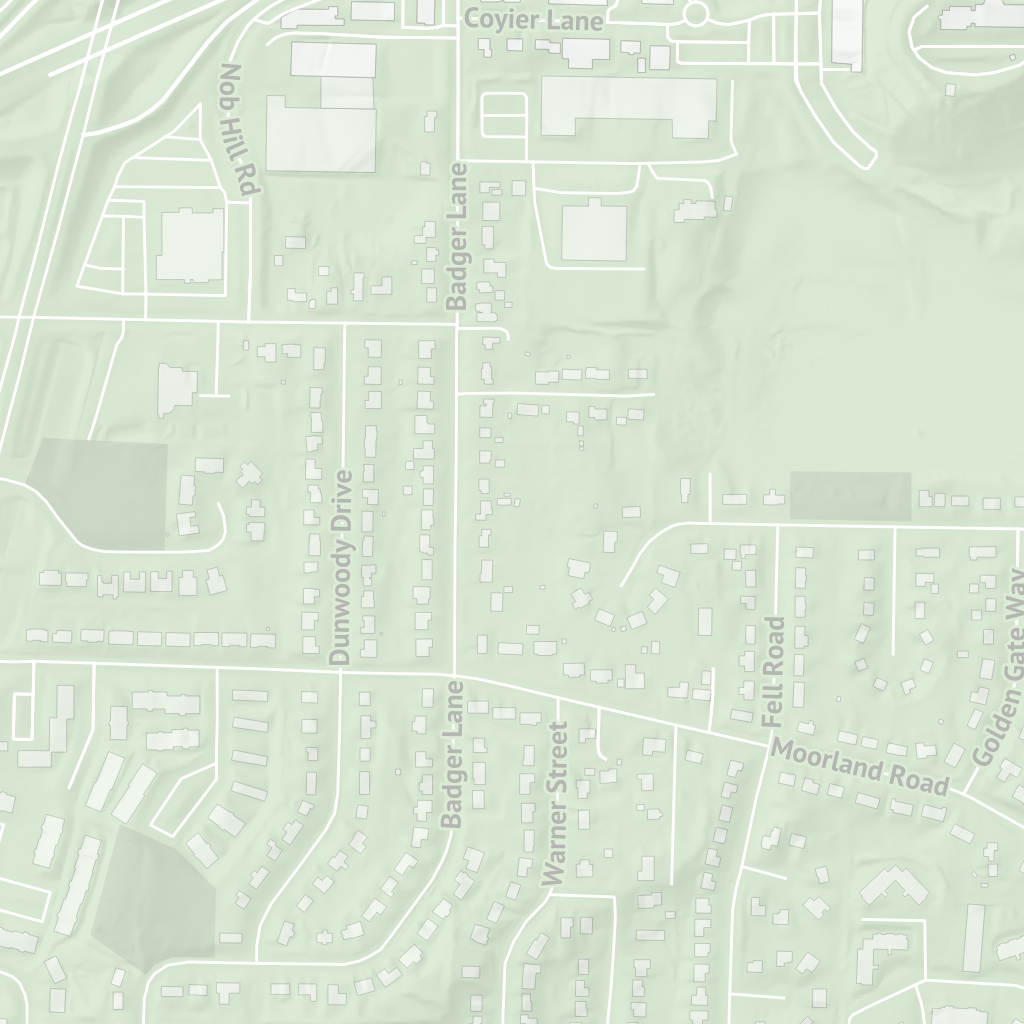 Coyier Lane
Nob Hill Rd
Badger Lane
Dunwoody Drive
Fell Road
Golden Gate Way
Badger Lane
Warner Street
Moorland Road